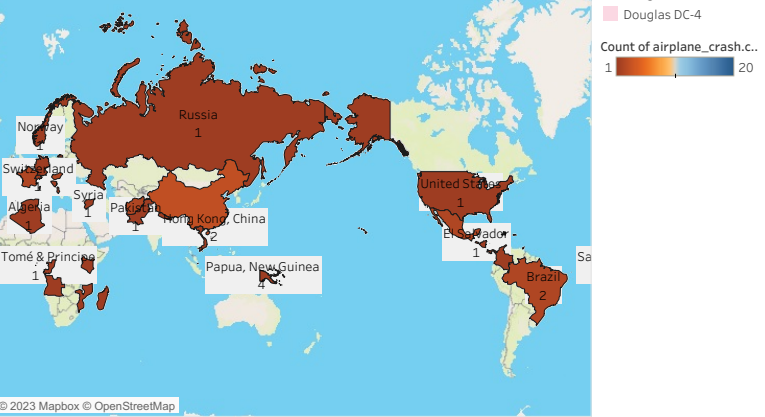 Douglas DC-4
Count of airplane_crash.c..
1 20
Russia
1
Norway
1
Switzerland
Syria
1
Algeria
1
Pakistan
1
Hong Kong, China
2
Tomé & Principe
1
Papua, New Guinea
4
United States
1
El Salvador
1
Brazil
2
Sa
© 2023 Mapbox © OpenStreetMap